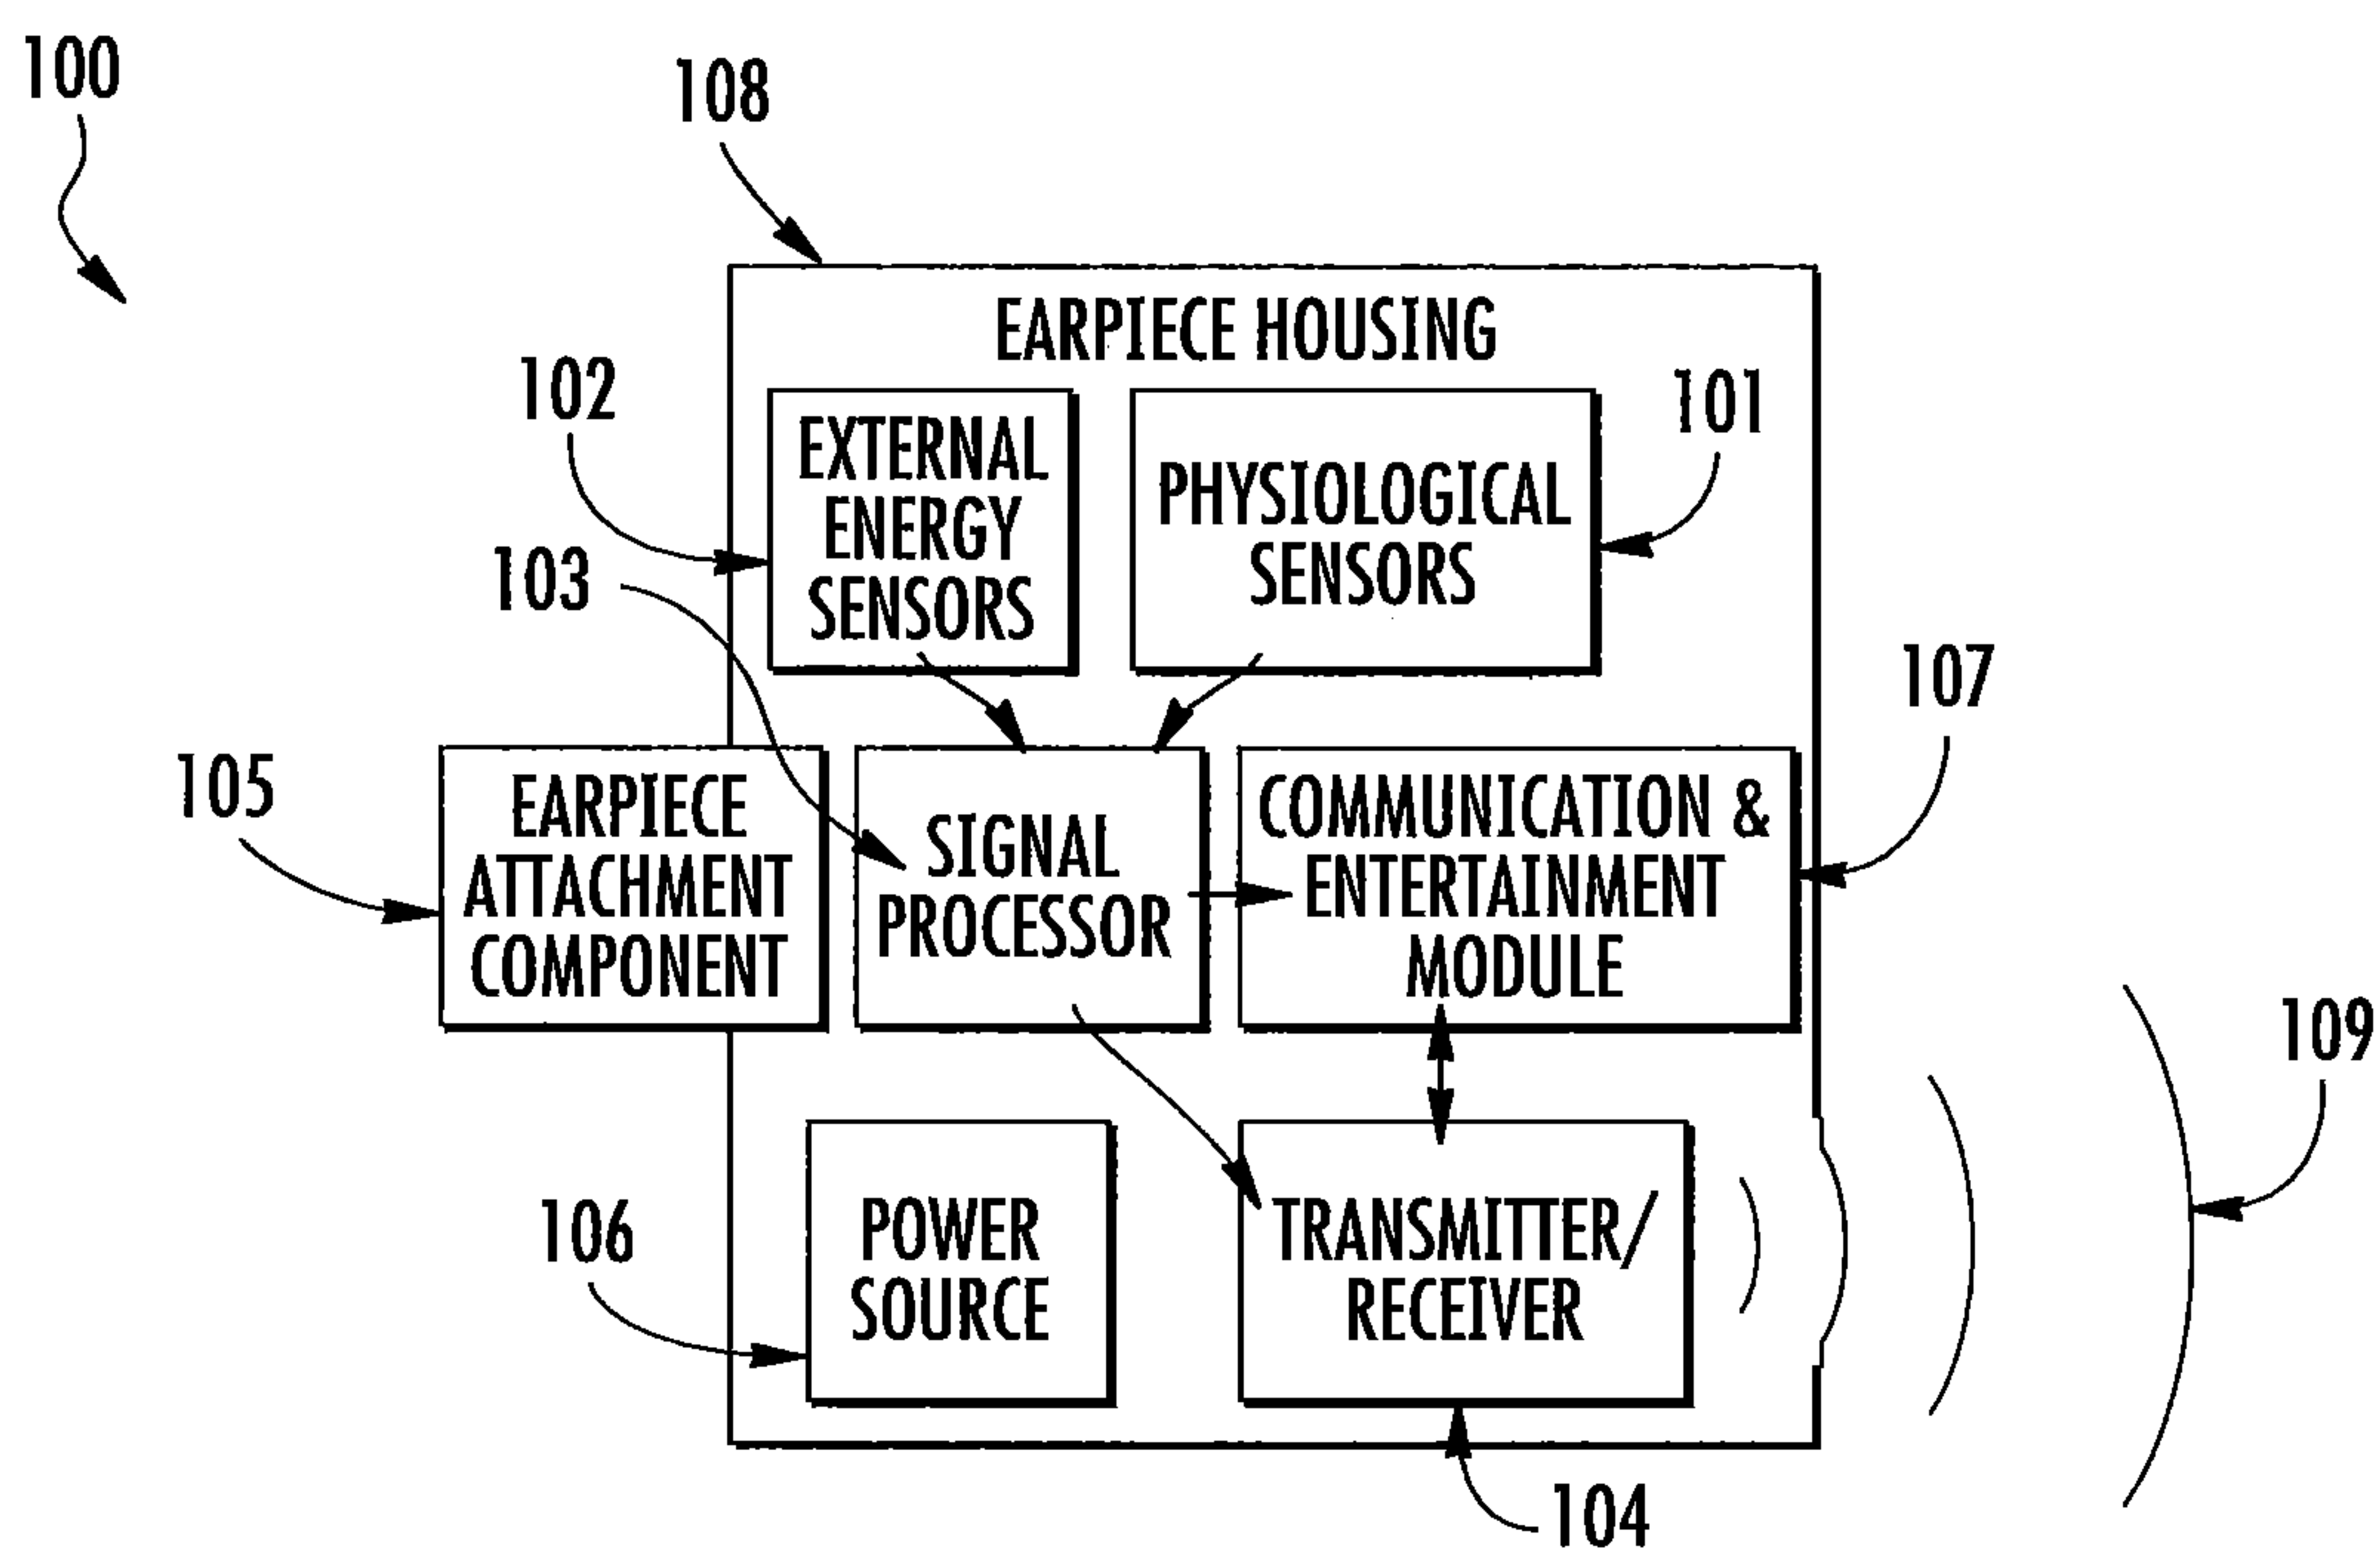 100
108
EARPIECE HOUSING
102
EXTERNAL
ENERGY
SENSORS
PHYSIOLOGICAL
SENSORS
101
103
107
105
EARPIECE
ATTACHMENT
COMPONENT
SIGNAL
PROCESSOR
COMMUNICATION &
ENTERTAINMENT
MODULE
109
106
POWER
SOURCE
TRANSMITTER/
RECEIVER
104